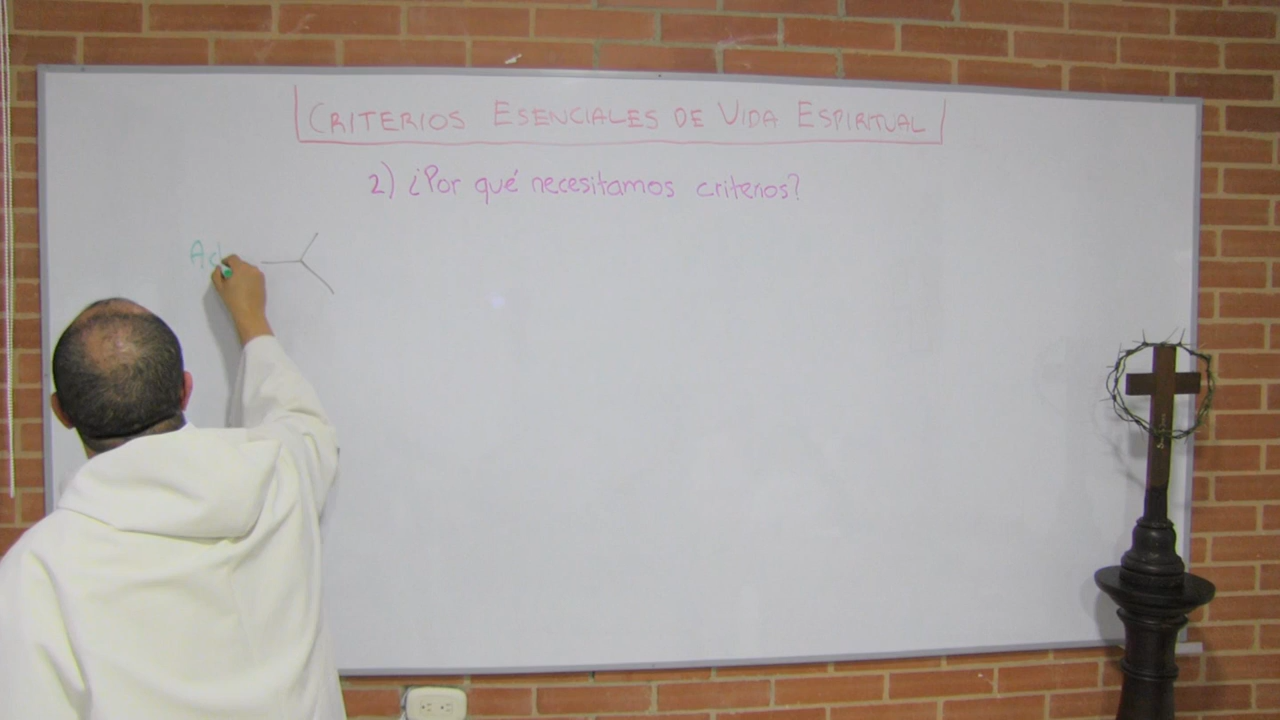 CRITERIOS ESENCIALES DE VIDA ESPIRITUAL
2) ¿Por qué necesitamos criterios?